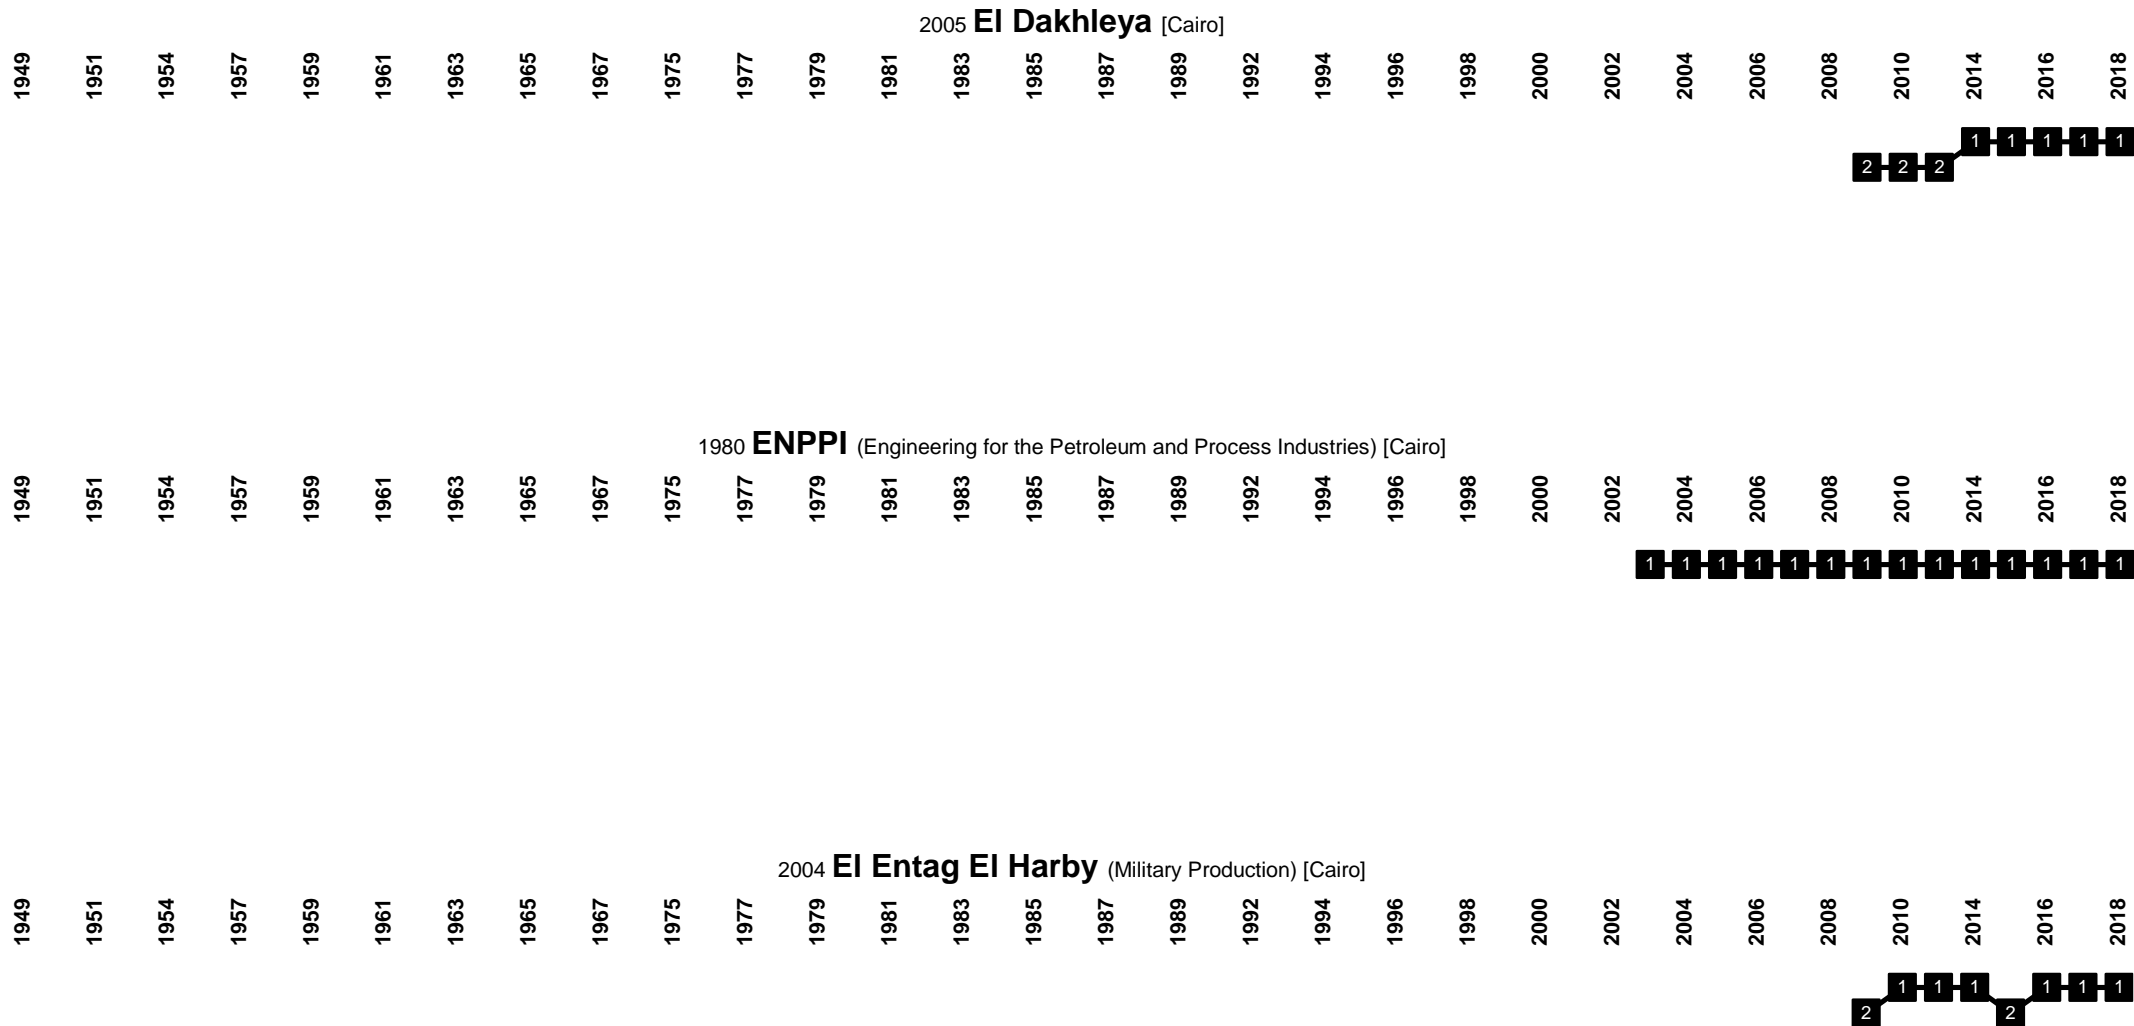 2005 El Dakhleya [Cairo]
1949 1951 1954 1957 1959 1961 1963 1965 1967 1975 1977 1979 1981 1983 1985 1987 1989 1992 1994 1996 1998 2000 2002 2004 2006 2008 2010 2014 2016 2018
1 1 1 1 1
2 2 2
1980 ENPPI (Engineering for the Petroleum and Process Industries) [Cairo]
1949 1951 1954 1957 1959 1961 1963 1965 1967 1975 1977 1979 1981 1983 1985 1987 1989 1992 1994 1996 1998 2000 2002 2004 2006 2008 2010 2014 2016 2018
1 1 1 1 1 1 1 1 1 1 1 1 1 1
2004 El Entag El Harby (Military Production) [Cairo]
1949 1951 1954 1957 1959 1961 1963 1965 1967 1975 1977 1979 1981 1983 1985 1987 1989 1992 1994 1996 1998 2000 2002 2004 2006 2008 2010 2014 2016 2018
1 1 1 1 1 1
2 2